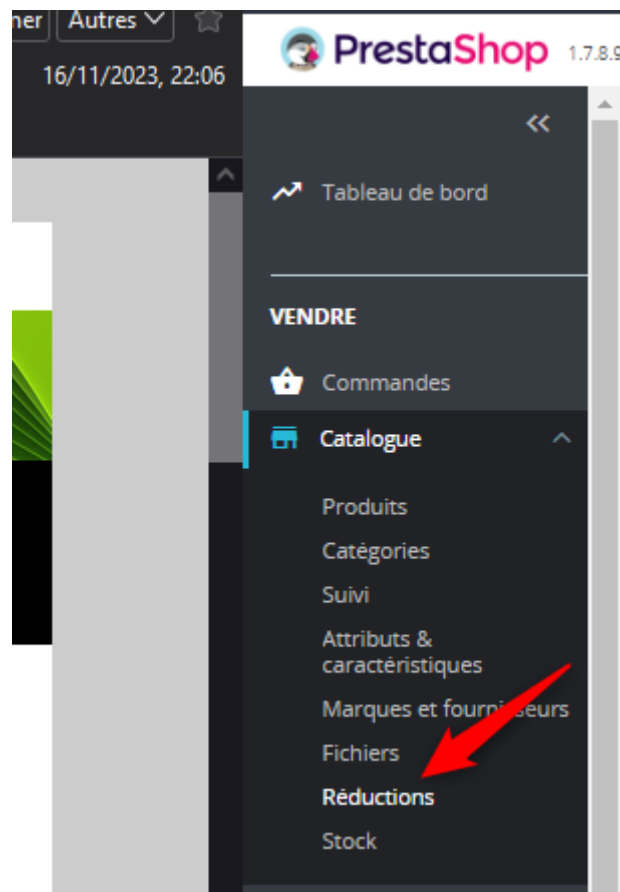 Autres
16/11/2023, 22:06
PrestaShop 1.7.8.9
Tableau de bord
VENDRE
Commandes
Catalogue
Produits
Catégories
Suivi
Attributs &
caractéristiques
Marques et fournisseurs
Fichiers
Réductions
Stock